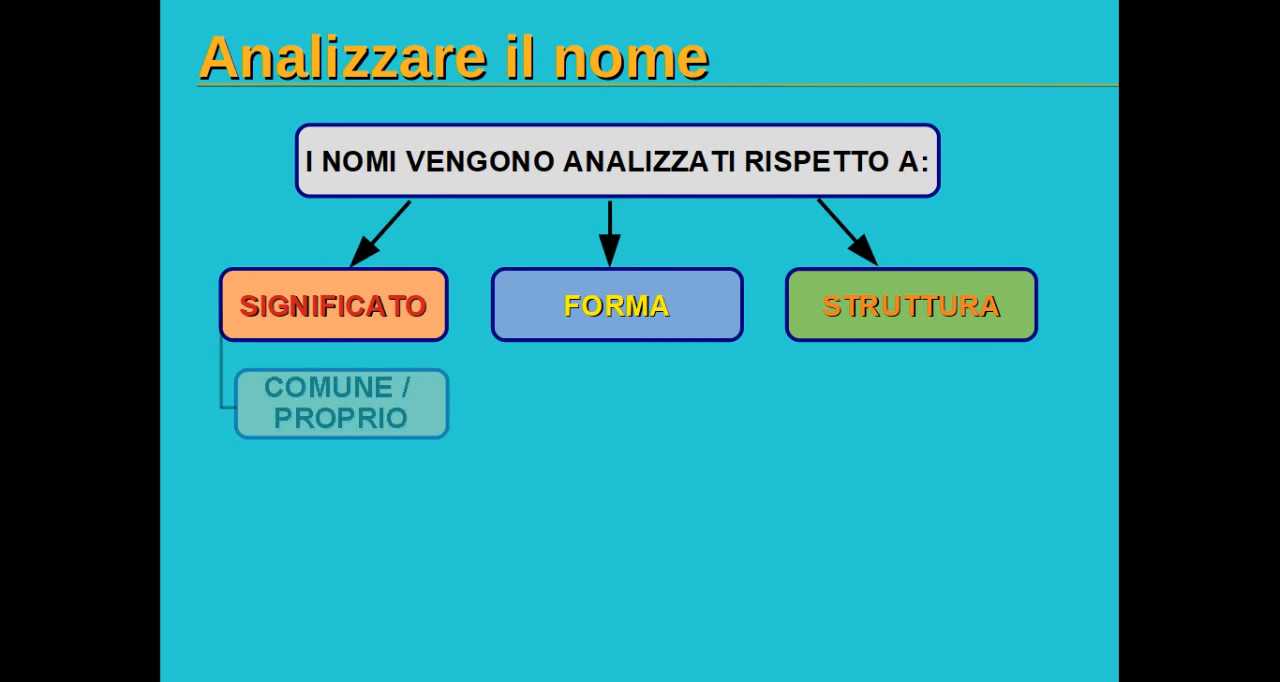 Analizzare il nome
I NOMI VENGONO ANALIZZATI RISPETTO A:
SIGNIFICATO
FORMA
STRUTTURA
COMUNE /
PROPRIO